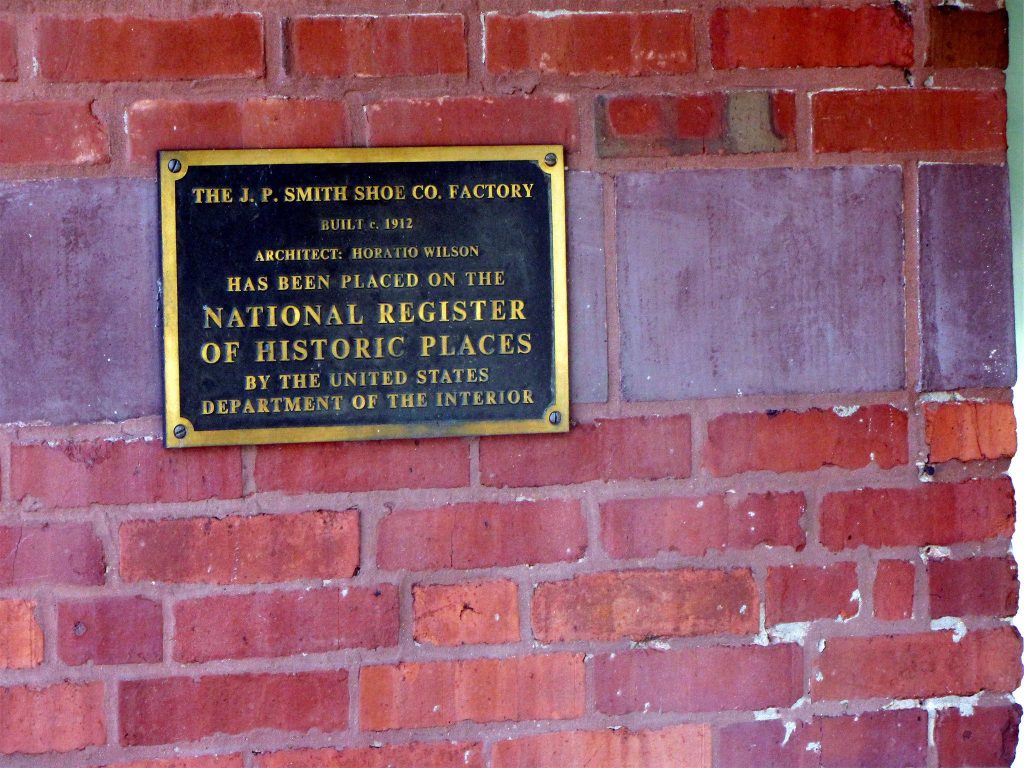 THE J. P. SMITH SHOE CO. FACTORY
BUILT c. 1912
ARCHITECT: HORATIO WILSON
HAS BEEN PLACED ON THE
NATIONAL REGISTER
OF HISTORIC PLACES
BY THE UNITED STATES
DEPARTMENT OF THE INTERIOR